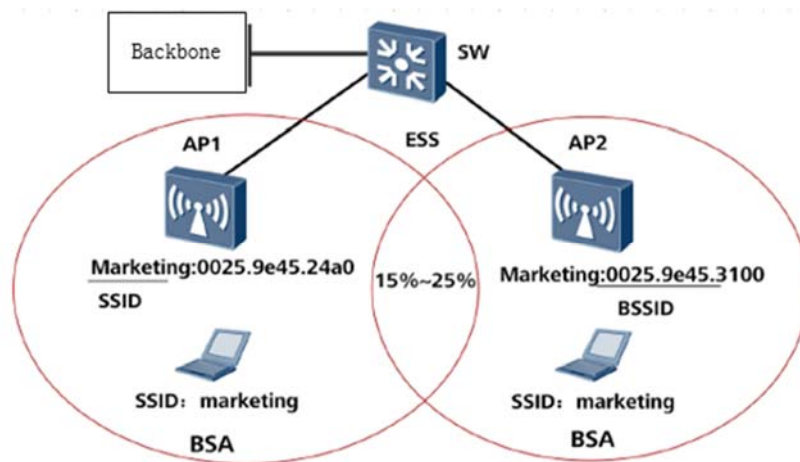 Backbone
SW
AP1
ESS
AP2
Marketing:0025.9e45.24a0
SSID
15%~25%
Marketing:0025.9e45.3100
BSSID
SSID：marketing
SSID：marketing
BSA
BSA